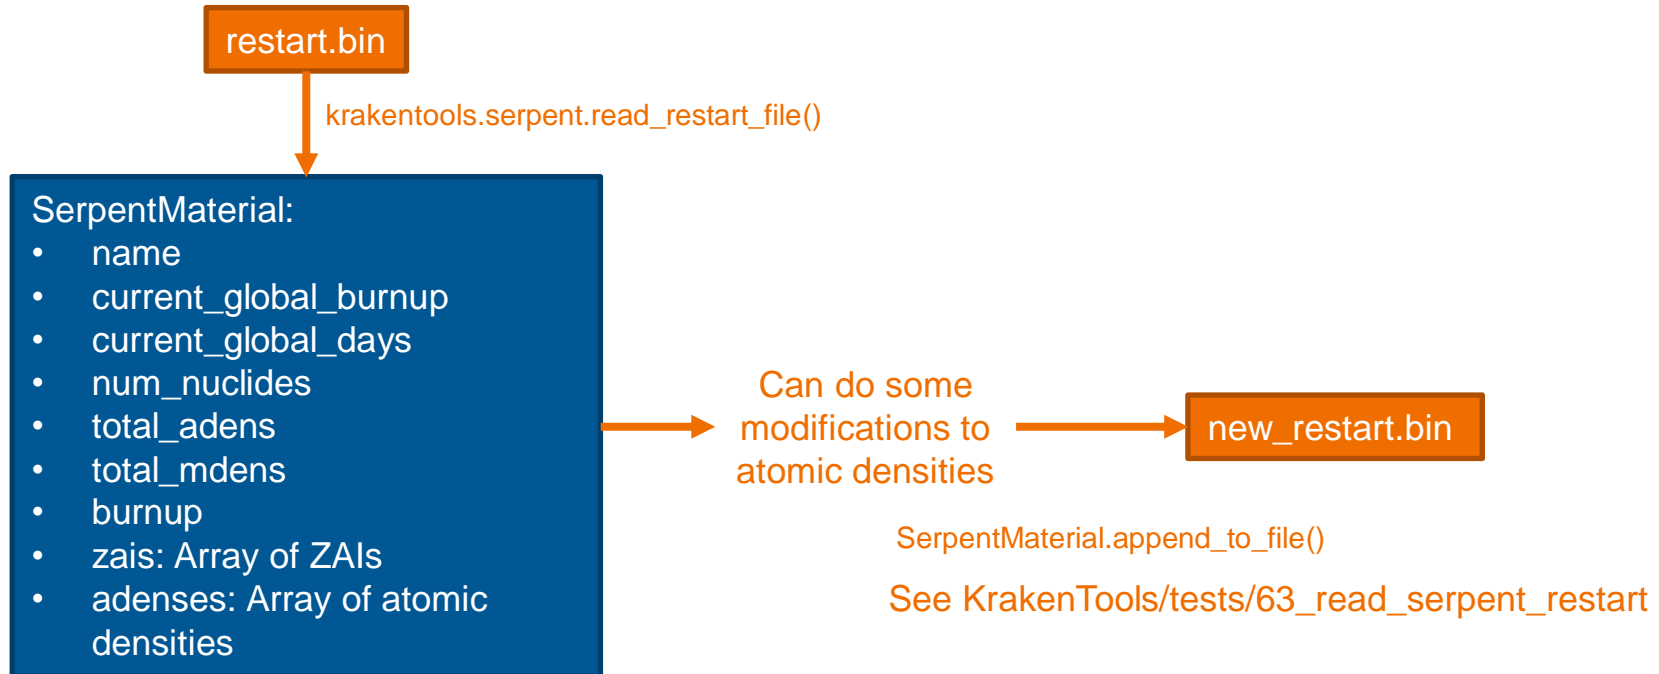 restart.bin
krakentools.serpent.read_restart_file()
SerpentMaterial:
• name
• current_global_burnup
• current_global_days
• num_nuclides
• total_adens
• total_mdens
• burnup
• zais: Array of ZAIs
• adenses: Array of atomic
densities
Can do some
modifications to
atomic densities
new_restart.bin
SerpentMaterial.append_to_file()
See KrakenTools/tests/63_read_serpent_restart